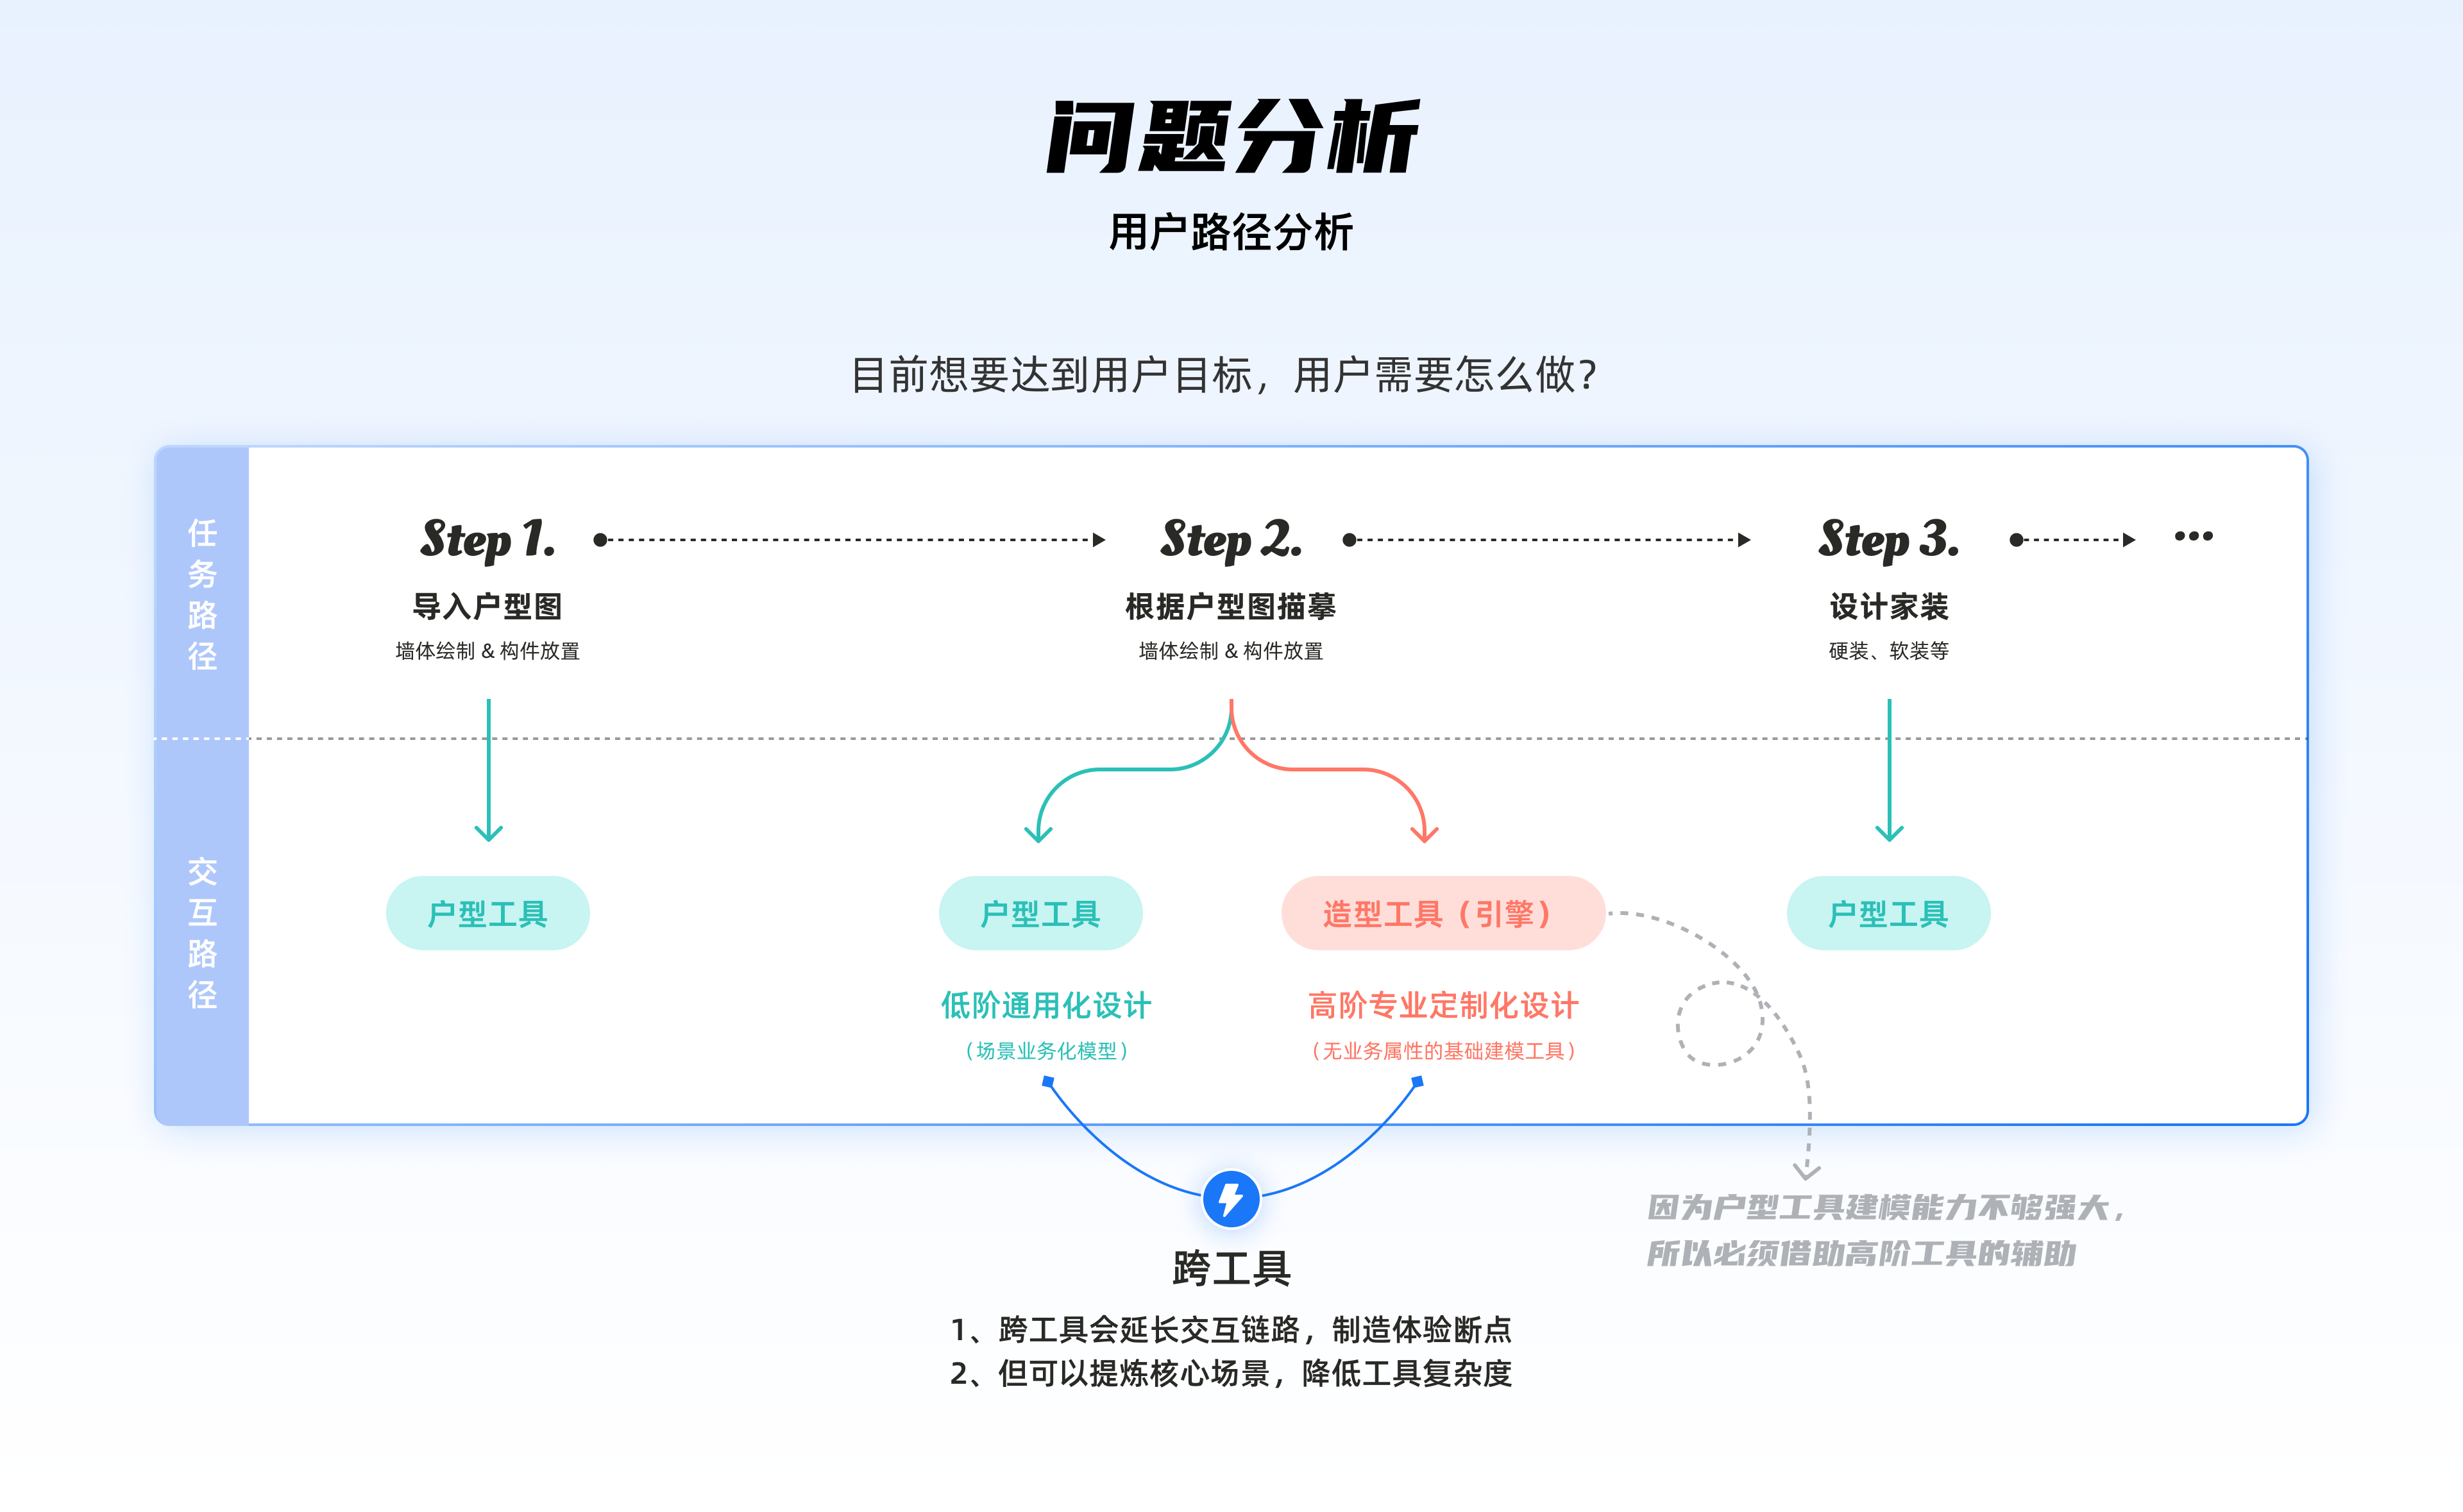 问题分析
用户路径分析
目前想要达到用户目标，用户需要怎么做？
任务路径
Step 1.
Step 2.
Step 3.
...
导入户型图
根据户型图描摹
设计家装
墙体绘制 & 构件放置
墙体绘制 & 构件放置
硬装、软装等
交互路径
户型工具
户型工具
造型工具（引擎）
户型工具
低阶通用化设计
高阶专业定制化设计
（场景业务化模型）
（无业务属性的基础建模工具）
因为户型工具建模能力不够强大，
所以必须借助高阶工具的辅助
跨工具
1、跨工具会延长交互链路，制造体验断点
2、但可以提炼核心场景，降低工具复杂度